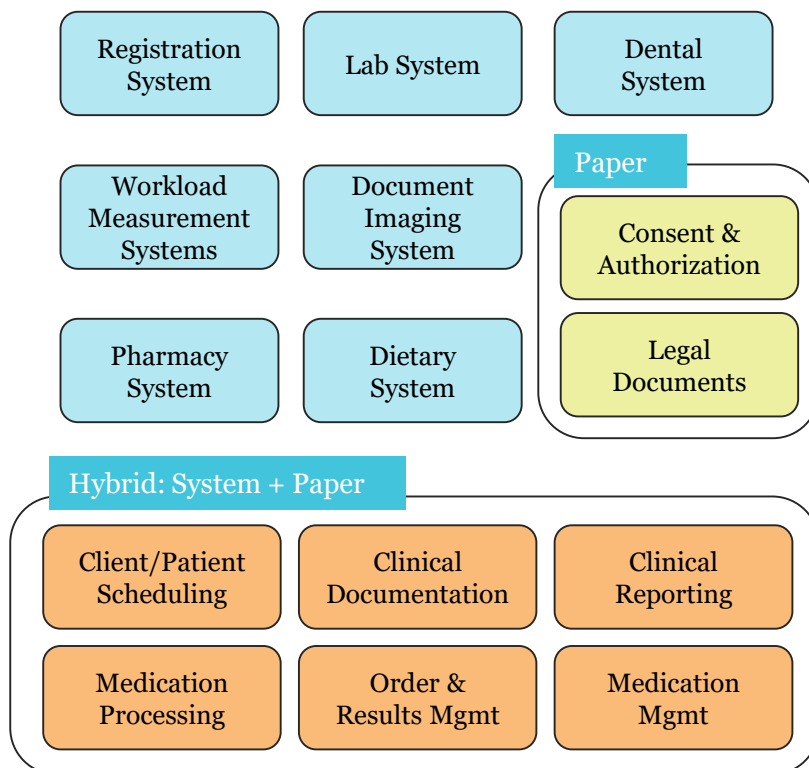 Registration
System
Lab System
Dental
System
Workload
Measurement
Systems
Document
Imaging
System
Paper
Consent &
Authorization
Pharmacy
System
Dietary
System
Legal
Documents
Hybrid: System + Paper
Client/Patient
Scheduling
Clinical
Documentation
Clinical
Reporting
Medication
Processing
Order &
Results Mgmt
Medication
Mgmt